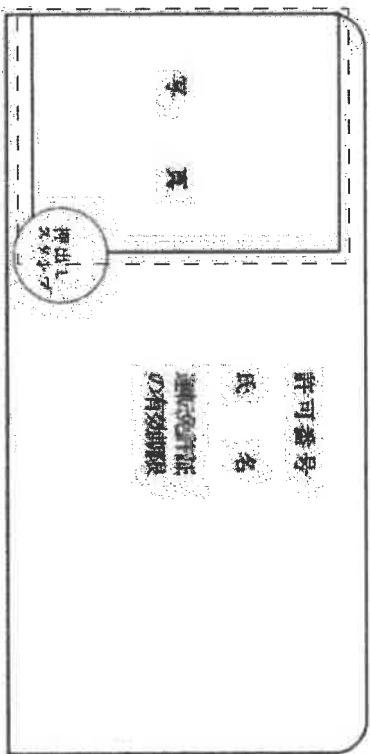 写真
押出し
スタンプ
許可番号
氏名
運転免許証
の有効期限